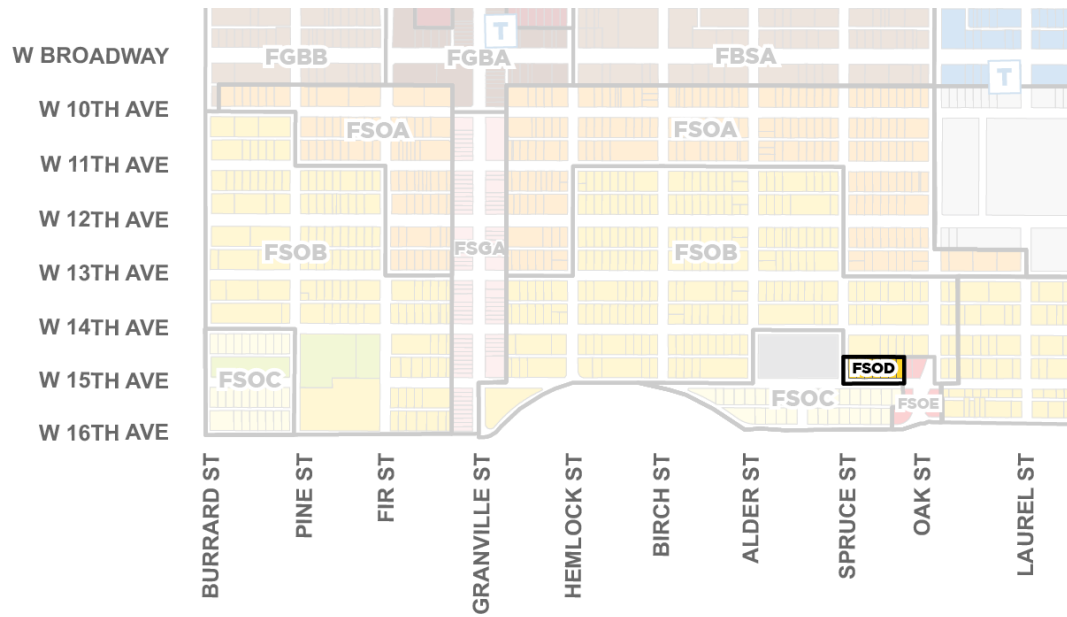 T
W BROADWAY
FGBB
FGBA
FBSA
T
W 10TH AVE
FSOA
FSOA
W 11TH AVE
W 12TH AVE
FSOB
FSGA
FSOB
W 13TH AVE
W 14TH AVE
FSOD
W 15TH AVE
FSOC
FSOC
FSOE
W 16TH AVE
BURRARD ST
PINE ST
FIR ST
GRANVILLE ST
HEMLOCK ST
BIRCH ST
ALDER ST
SPRUCE ST
OAK ST
LAUREL ST